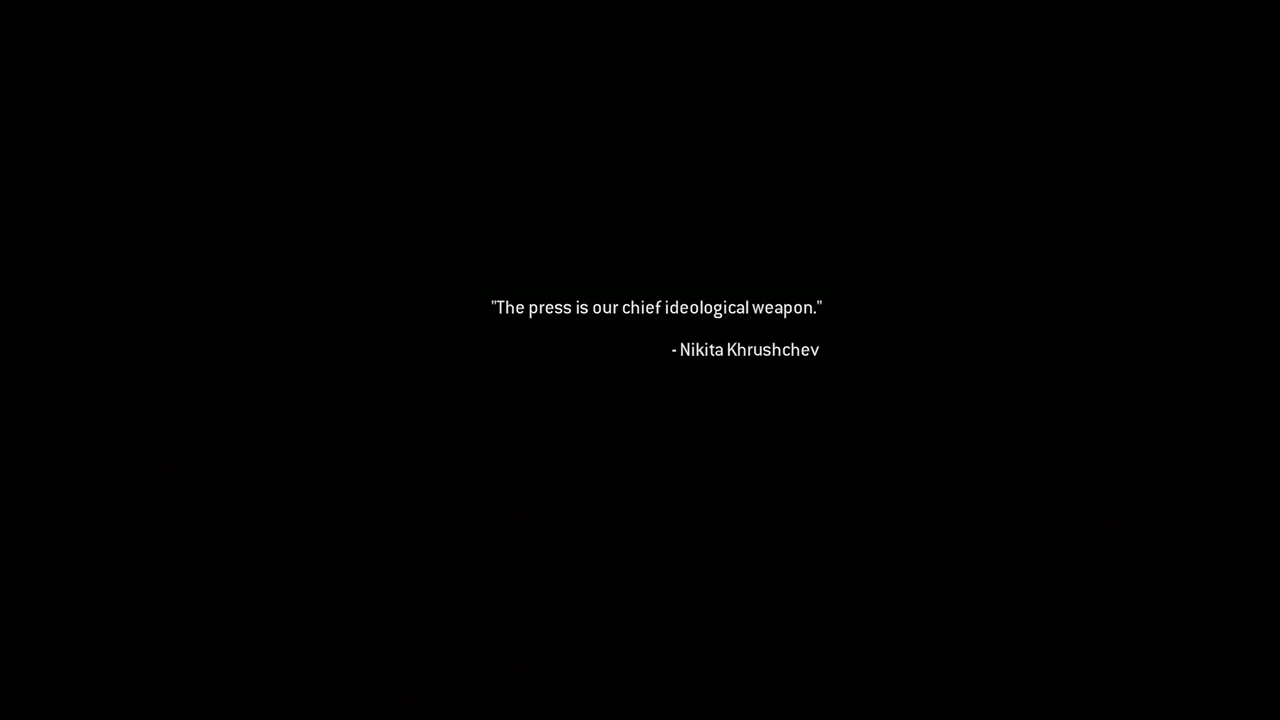 "The press is our chief ideological weapon."
- Nikita Khrushchev